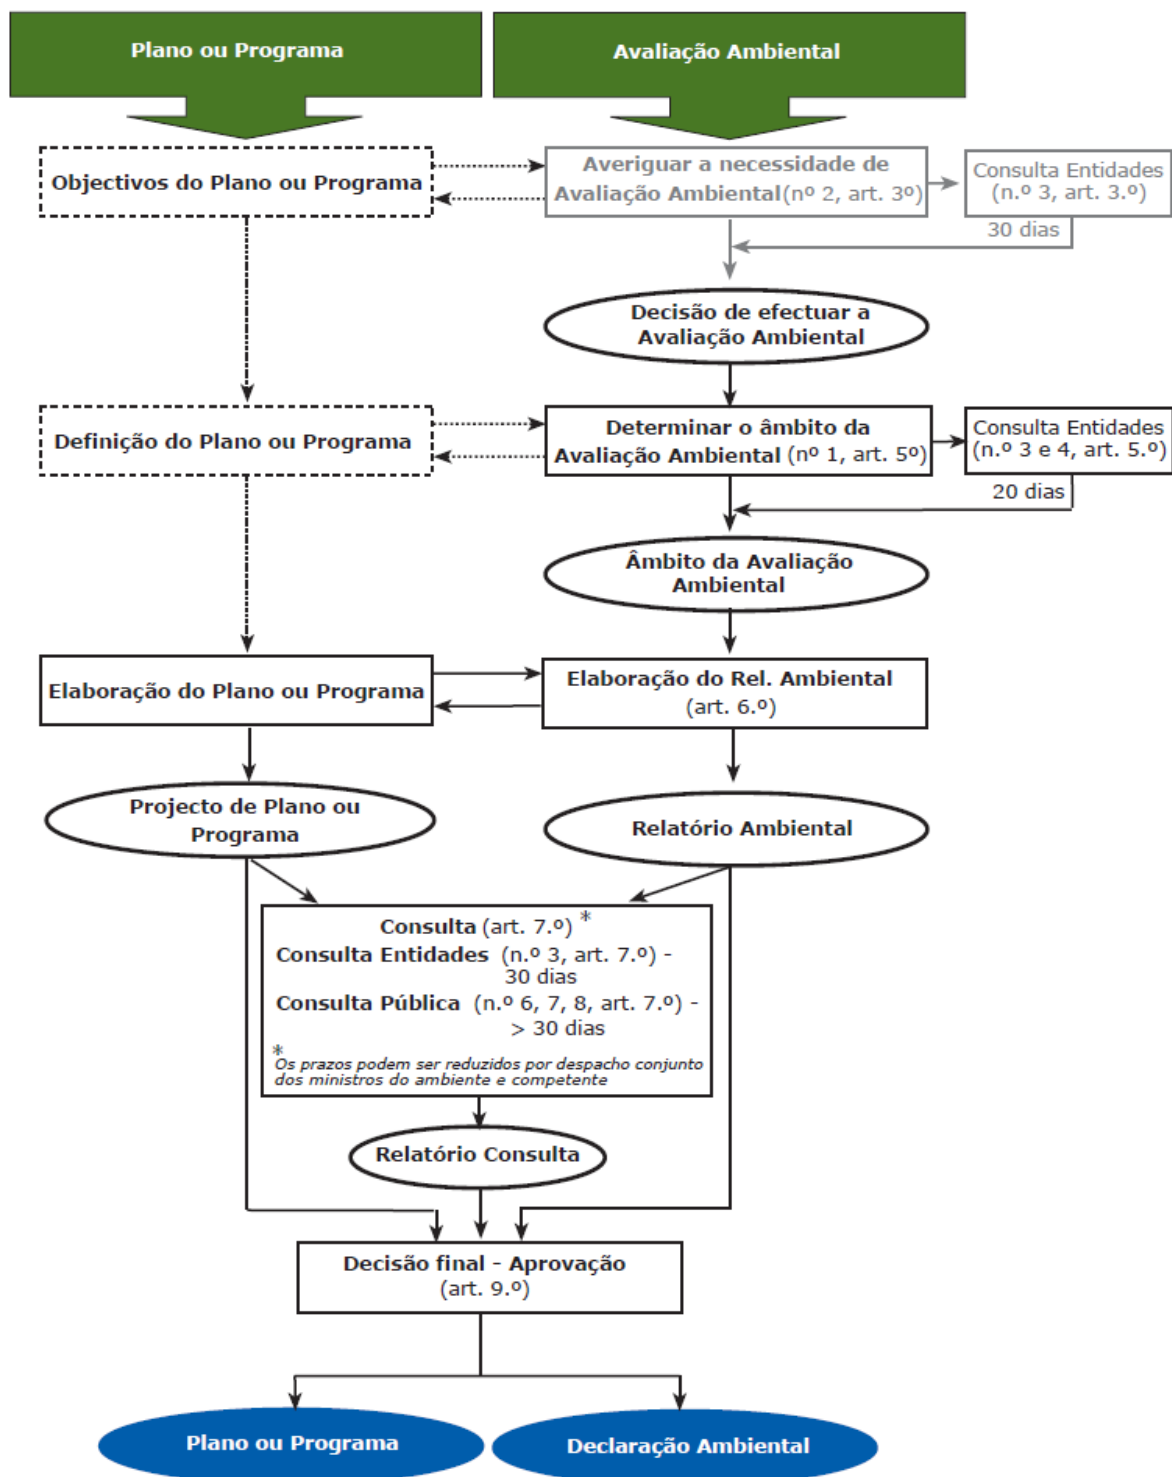 Plano ou Programa
Avaliação Ambiental
Objectivos do Plano ou Programa
Averiguar a necessidade de
Avaliação Ambiental (nº 2, art. 3º)
Consulta Entidades
(n.º 3, art. 3.º)
30 dias
Decisão de efectuar a
Avaliação Ambiental
Definição do Plano ou Programa
Determinar o âmbito da
Avaliação Ambiental (nº 1, art. 5º)
Consulta Entidades
(n.º 3 e 4, art. 5.º)
20 dias
Âmbito da Avaliação
Ambiental
Elaboração do Plano ou Programa
Elaboração do Rel. Ambiental
(art. 6.º)
Projecto de Plano ou
Programa
Relatório Ambiental
Consulta (art. 7.º) *
Consulta Entidades (n.º 3, art. 7.º) -
30 dias
Consulta Pública (n.º 6, 7, 8, art. 7.º) -
> 30 dias
*
Os prazos podem ser reduzidos por despacho conjunto
dos ministros do ambiente e competente
Relatório Consulta
Decisão final - Aprovação
(art. 9.º)
Plano ou Programa
Declaração Ambiental